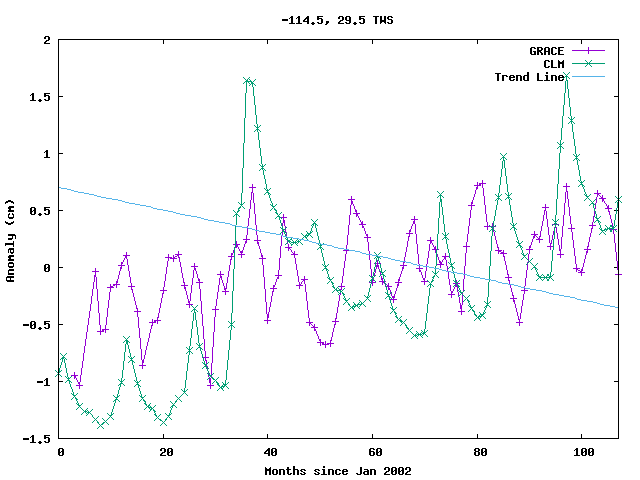 -114.5, 29.5 TWS
GRACE
CLM
Trend Line
2
1.5
1
0.5
0
-0.5
-1
-1.5
Anomaly (cm)
0 20 40 60 80 100
Months since Jan 2002